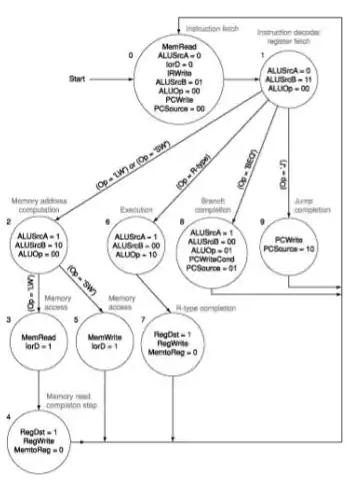 Instruction fetch
0
MemRead
ALUSrcA = 0
IorD = 0
IRWrite
ALUSrcB = 01
ALUOp = 00
PCWrite
PCSource = 00
Start
Instruction decode/
register fetch
1
ALUSrcA = 0
ALUSrcB = 11
ALUOp = 00
(Op = 'LW') or (Op = 'SW')
(Op = R-type)
(Op = 'BEQ')
(Op = 'J')
Memory address
computation
2
ALUSrcA = 1
ALUSrcB = 10
ALUOp = 00
Execution
6
ALUSrcA = 1
ALUSrcB = 00
ALUOp = 10
Branch
completion
8
ALUSrcA = 1
ALUSrcB = 00
ALUOp = 01
PCWriteCond
PCSource = 01
Jump
completion
9
PCWrite
PCSource = 10
(Op = 'LW')
(Op = 'SW')
Memory
access
3
MemRead
IorD = 1
Memory
access
5
MemWrite
IorD = 1
R-type completion
7
RegDst = 1
RegWrite
MemtoReg = 0
Memory read
completion step
4
RegDst = 1
RegWrite
MemtoReg = 0